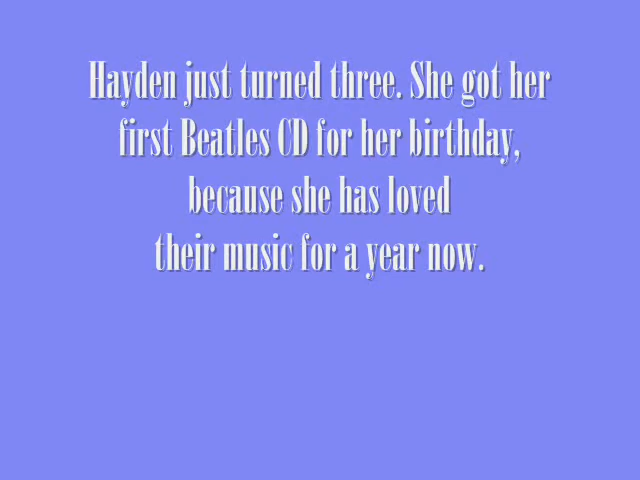 Hayden just turned three. She got her
first Beatles CD for her birthday,
because she has loved
their music for a year now.